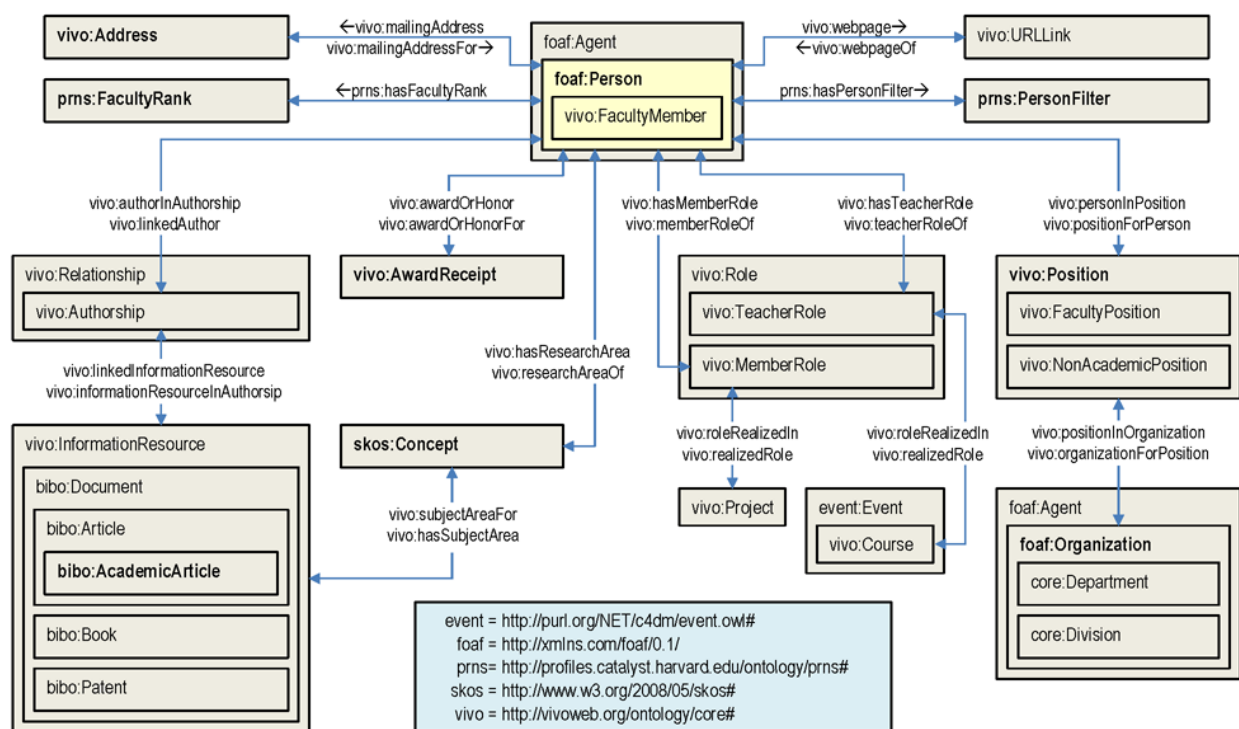 ←vivo:mailingAddress
vivo:mailingAddressFor→
vivo:Address
foaf:Agent
vivo:webpage→
←vivo:webpageOf
vivo:URLLink
foaf:Person
prns:FacultyRank
←prns:hasFacultyRank
vivo:FacultyMember
prns:hasPersonFilter→
prns:PersonFilter
vivo:authorInAuthorship
vivo:linkedAuthor
vivo:awardOrHonor
vivo:awardOrHonorFor
vivo:hasMemberRole
vivo:memberRoleOf
vivo:hasTeacherRole
vivo:teacherRoleOf
vivo:personInPosition
vivo:positionForPerson
vivo:Relationship
vivo:Authorship
vivo:AwardReceipt
vivo:Role
vivo:TeacherRole
vivo:MemberRole
vivo:Position
vivo:FacultyPosition
vivo:NonAcademicPosition
vivo:hasResearchArea
vivo:researchAreaOf
vivo:linkedInformationResource
vivo:informationResourceInAuthorsip
vivo:InformationResource
bibo:Document
bibo:Article
bibo:AcademicArticle
bibo:Book
bibo:Patent
skos:Concept
vivo:subjectAreaFor
vivo:hasSubjectArea
vivo:roleRealizedIn
vivo:realizedRole
vivo:roleRealizedIn
vivo:realizedRole
vivo:positionInOrganization
vivo:organizationForPosition
vivo:Project
event:Event
vivo:Course
foaf:Agent
foaf:Organization
core:Department
core:Division
event = http://purl.org/NET/c4dm/event.owl#
foaf = http://xmlns.com/foaf/0.1/
prns= http://profiles.catalyst.harvard.edu/ontology/prns#
skos = http://www.w3.org/2008/05/skos#
vivo = http://vivoweb.org/ontology/core#